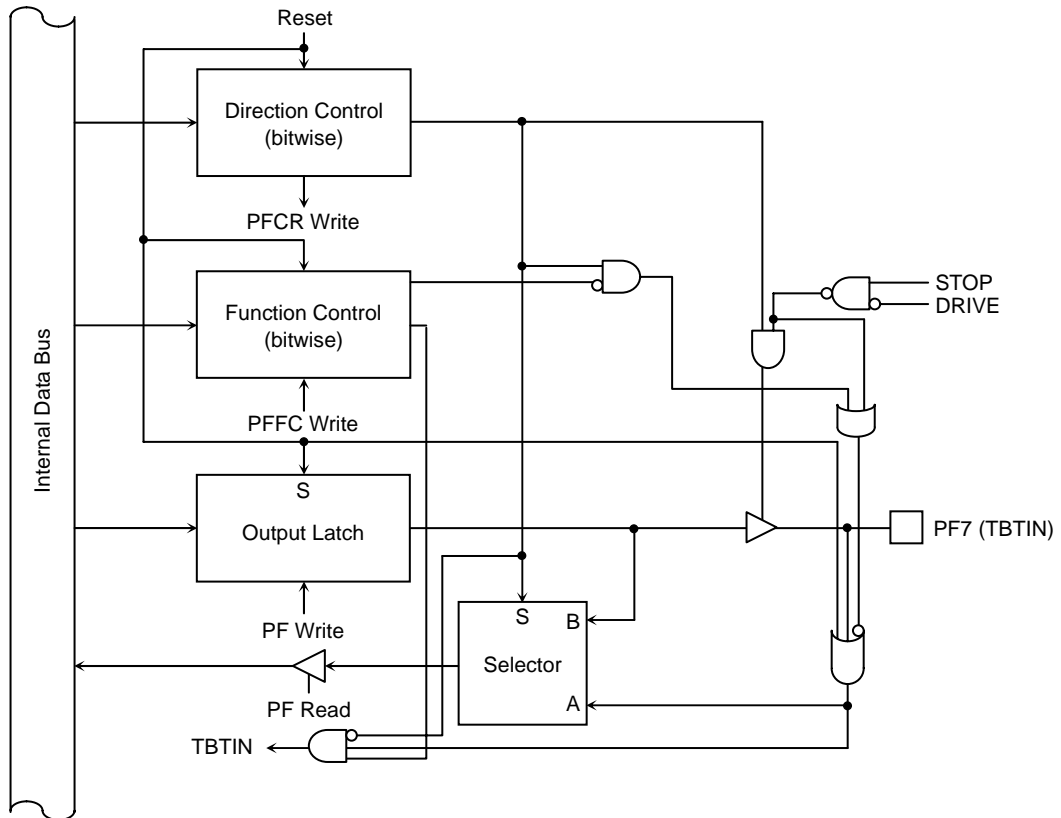 Reset
Direction Control
(bitwise)
PFCR Write
Function Control
(bitwise)
STOP
DRIVE
PFFC Write
Internal Data Bus
S
Output Latch
PF7 (TBTIN)
PF Write
S
B
Selector
A
PF Read
TBTIN